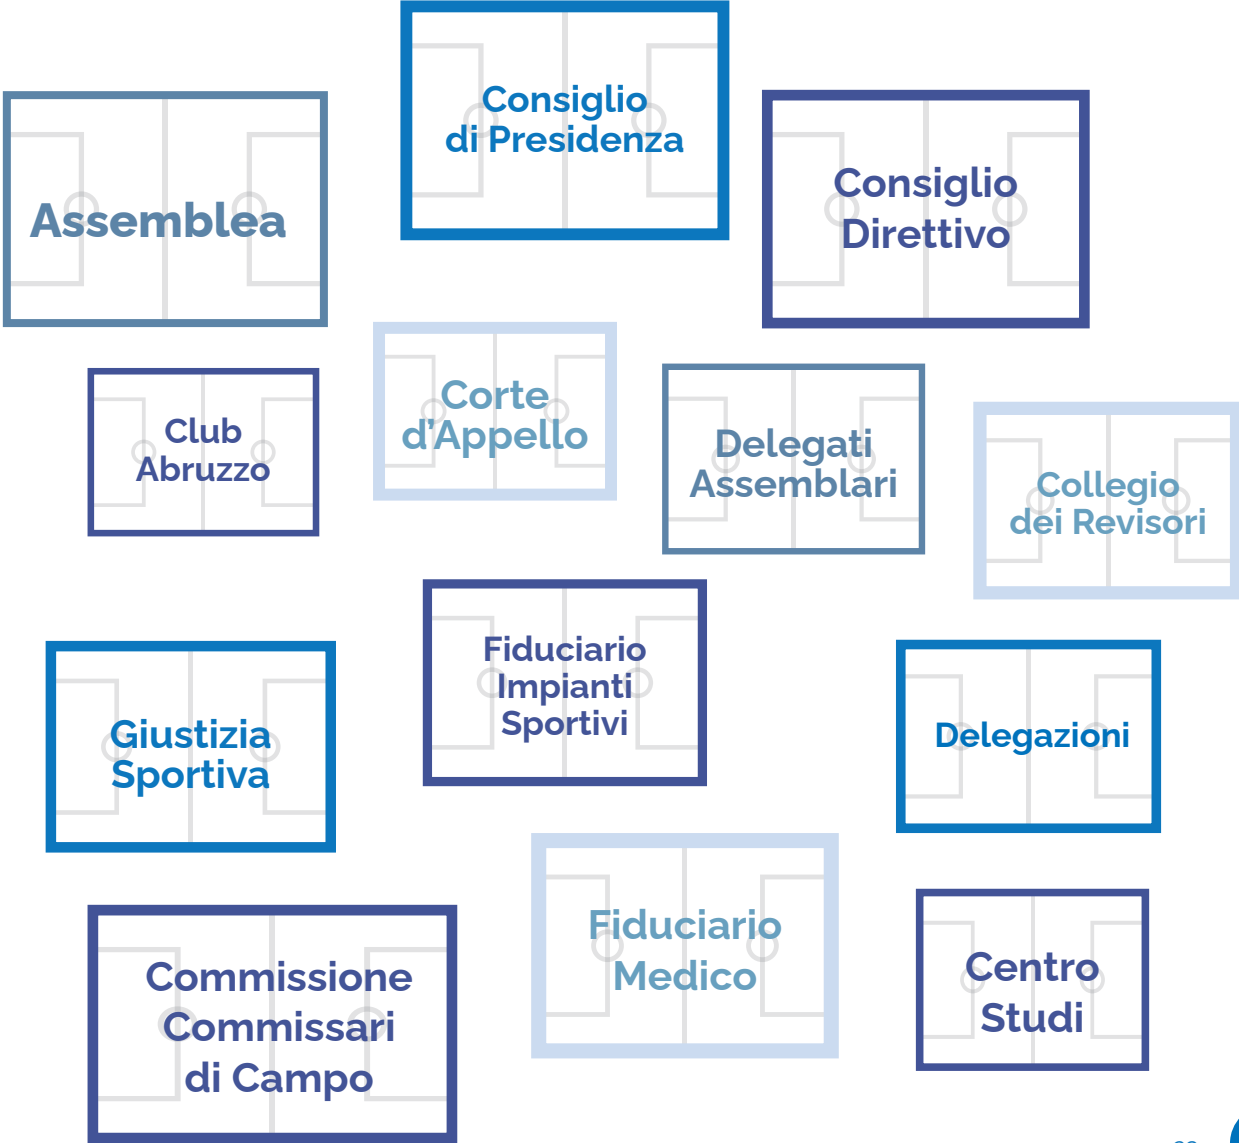 Consiglio
di Presidenza
Assemblea
Consiglio
Direttivo
Club
Abruzzo
Corte
d'Appello
Delegati
Assemblari
Collegio
dei Revisori
Fiduciario
Impianti
Sportivi
Giustizia
Sportiva
Delegazioni
Commissione
Commissari
di Campo
Fiduciario
Medico
Centro
Studi